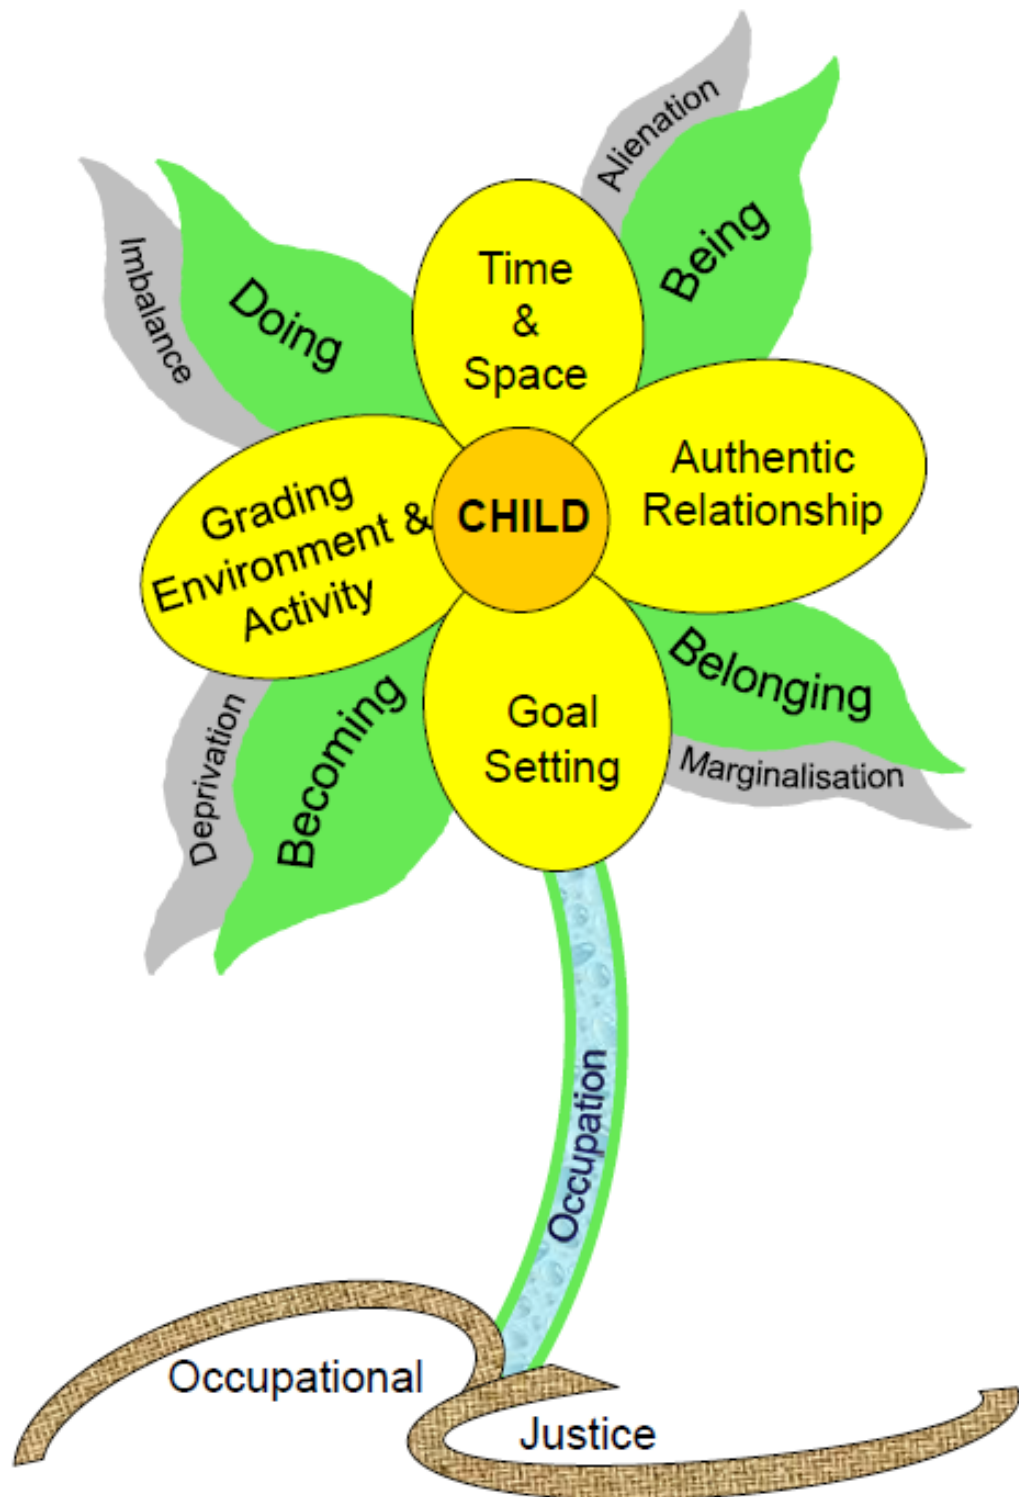 Alienation
Being
Imbalance
Doing
Time
&
Space
Authentic
Relationship
Grading
Environment &
Activity
CHILD
Belonging
Marginalisation
Deprivation
Becoming
Goal
Setting
Occupation
Occupational
Justice